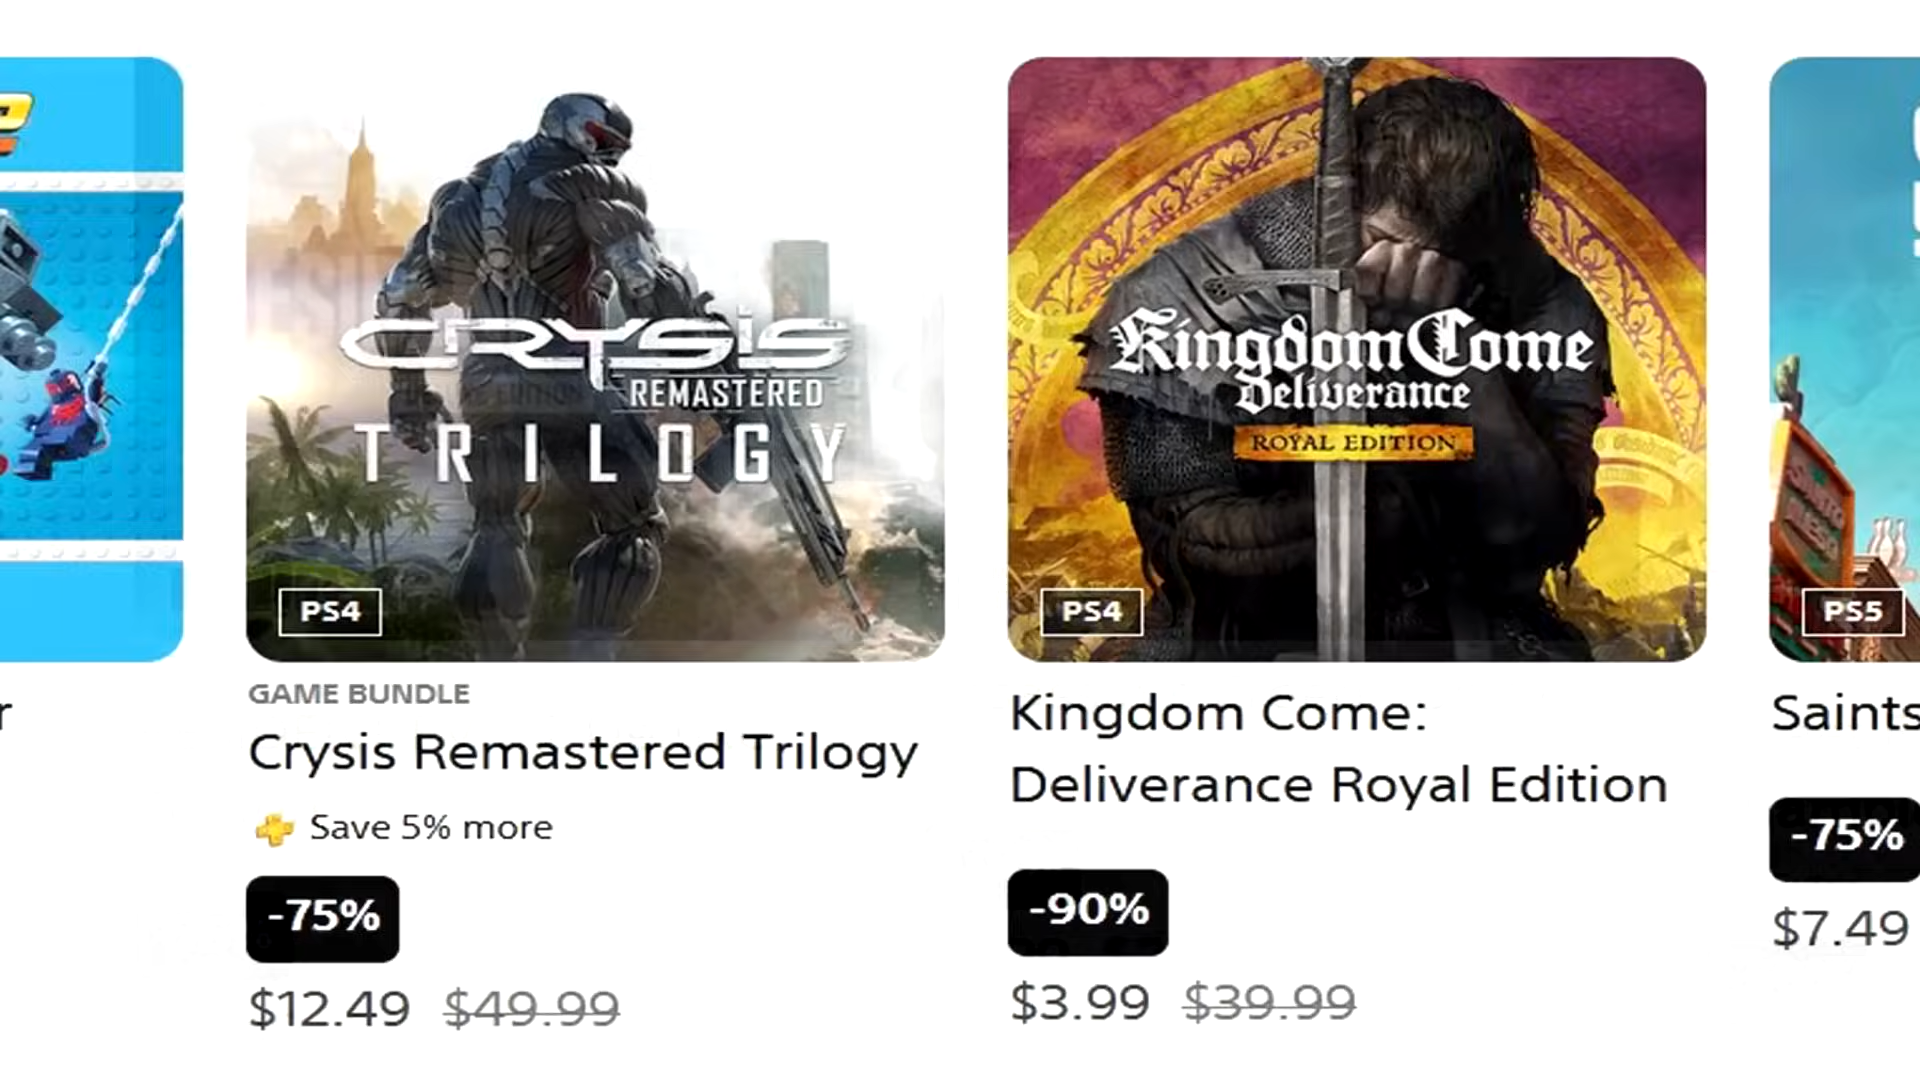 r
CRYSIS
REMASTERED
TRILOGY
PS4
GAME BUNDLE
Crysis Remastered Trilogy
Save 5% more
-75%
$12.49 $49.99
Kingdom Come
Deliverance
ROYAL EDITION
PS4
Kingdom Come:
Deliverance Royal Edition
-90%
$3.99 $39.99
PS5
Saints
-75%
$7.49